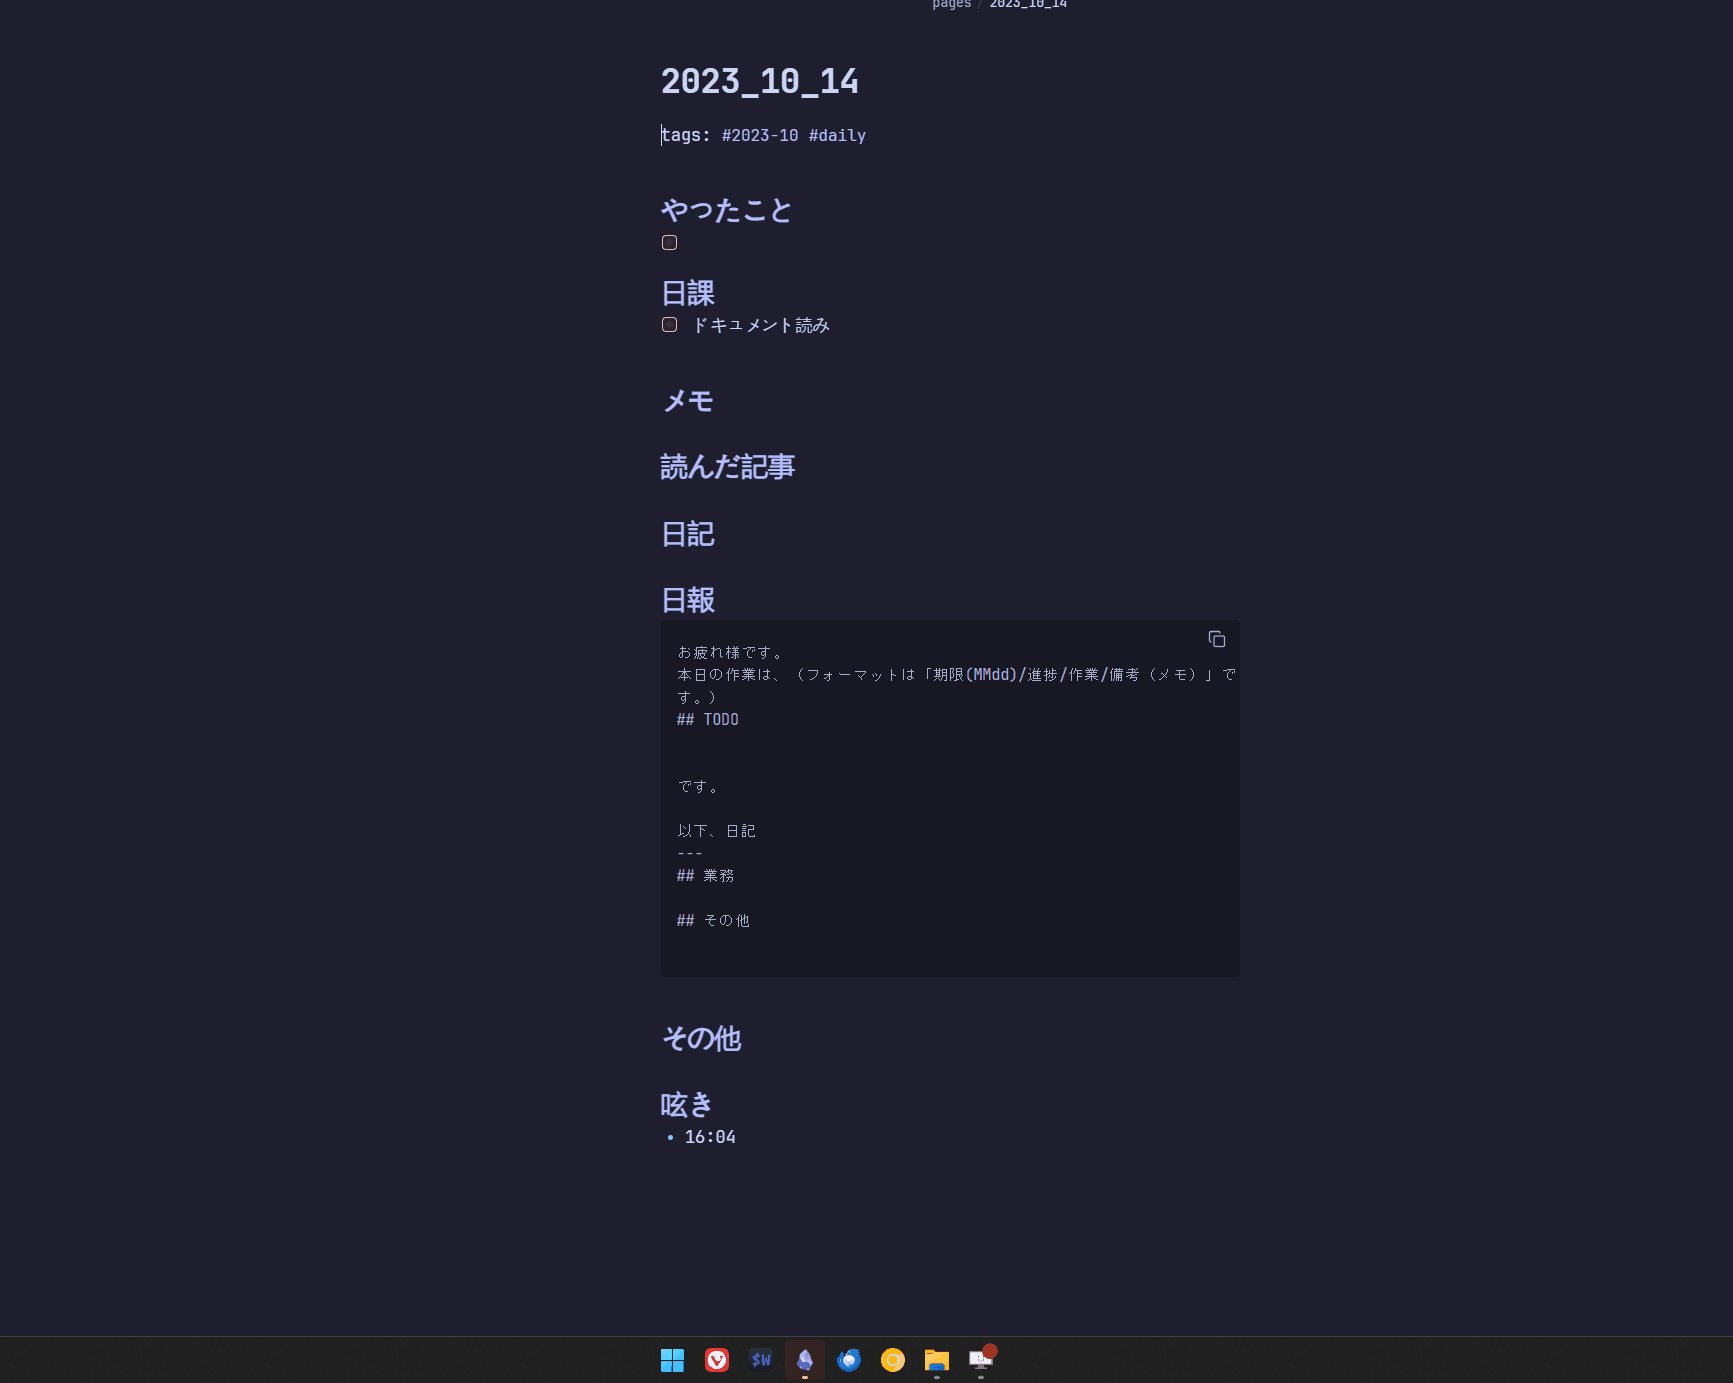 pages / 2023_10_14
2023_10_14
tags: #2023-10 #daily
やったこと
日課
ドキュメント読み
メモ
読んだ記事
日記
日報
お疲れ様です。
本日の作業は、（フォーマットは「期限(MMdd)/進捗/作業/備考（メモ）」で
す。）
## TODO
です。
以下、日記
---
## 業務
## その他
その他
呟き
• 16:04
$W